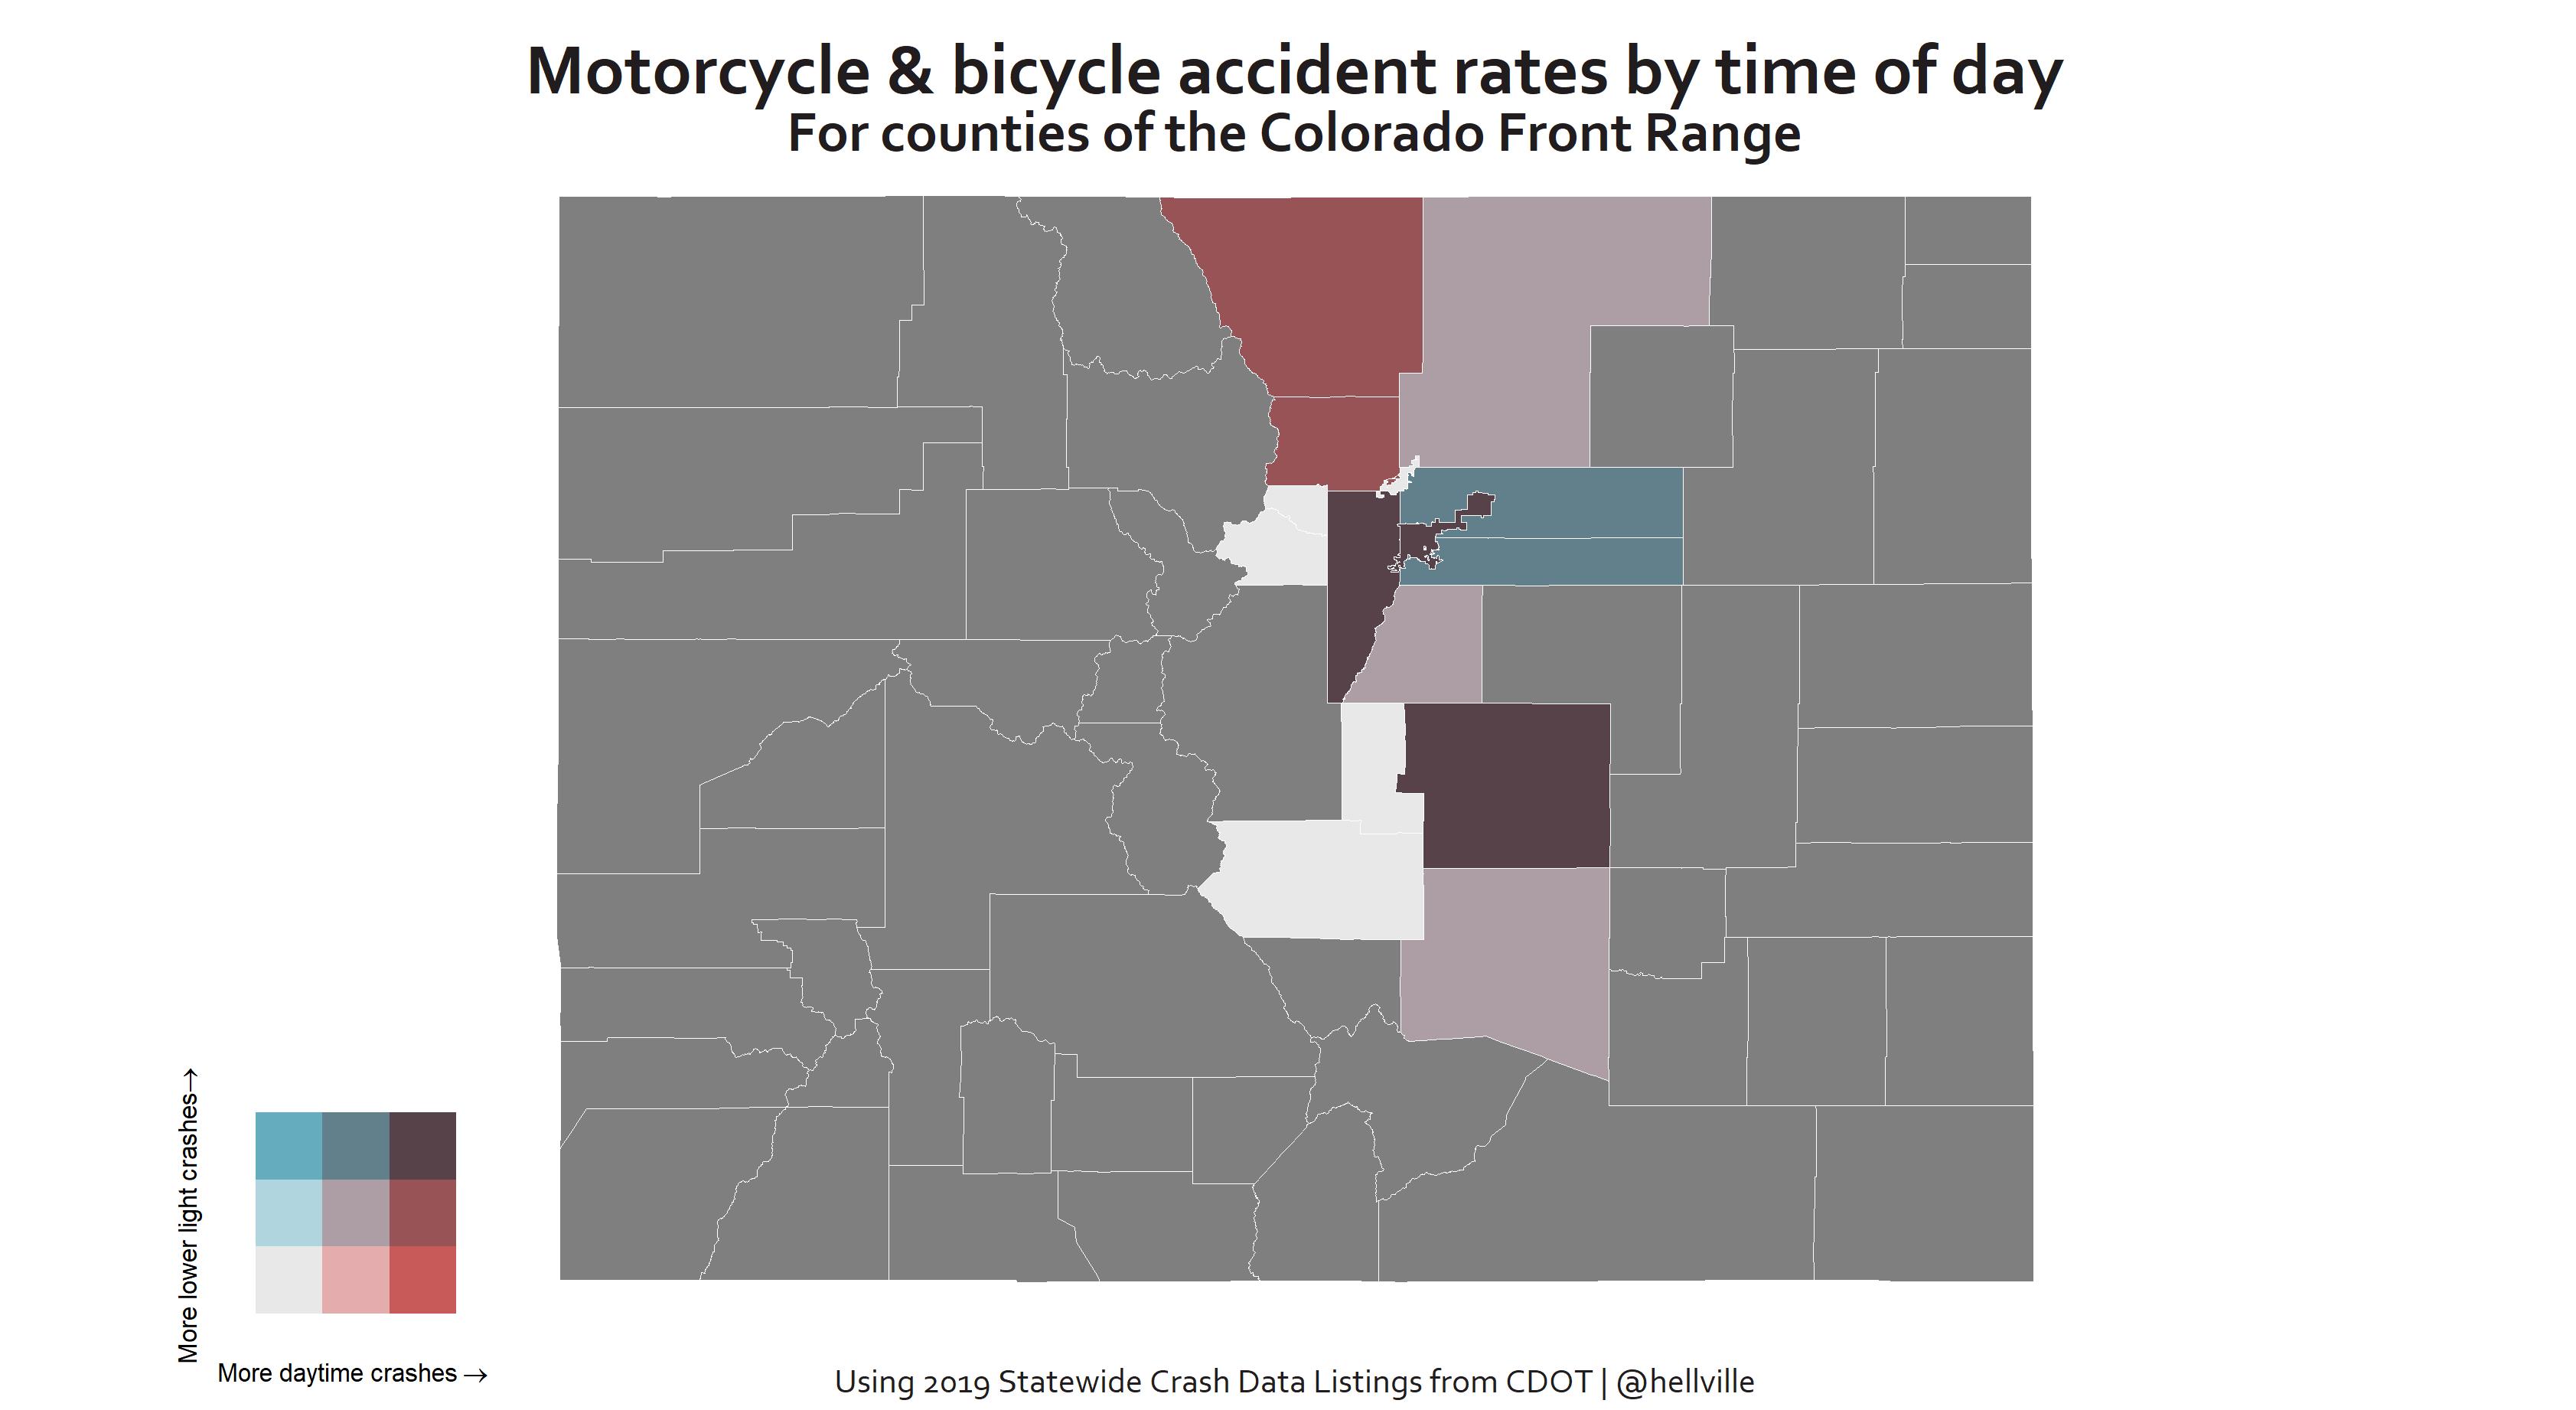 Motorcycle & bicycle accident rates by time of day
For counties of the Colorado Front Range
More lower light crashes→
More daytime crashes →
Using 2019 Statewide Crash Data Listings from CDOT | @hellville